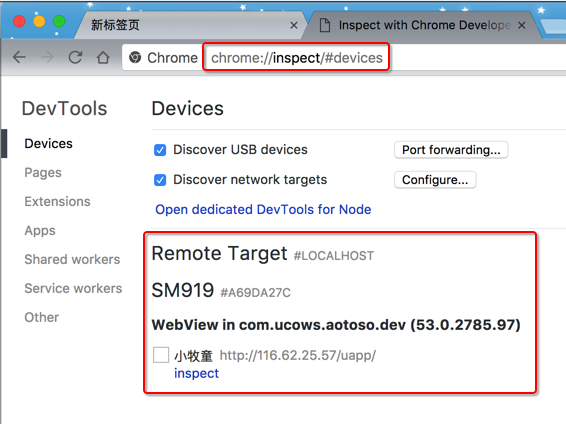 新标签页
Inspect with Chrome Develope
Chrome chrome://inspect/#devices
DevTools
Devices
Pages
Extensions
Apps
Shared workers
Service workers
Other
Devices
Discover USB devices Port forwarding...
Discover network targets Configure...
Open dedicated DevTools for Node
Remote Target #LOCALHOST
SM919 #A69DA27C
WebView in com.ucows.aotoso.dev (53.0.2785.97)
小牧童 http://116.62.25.57/uapp/
inspect